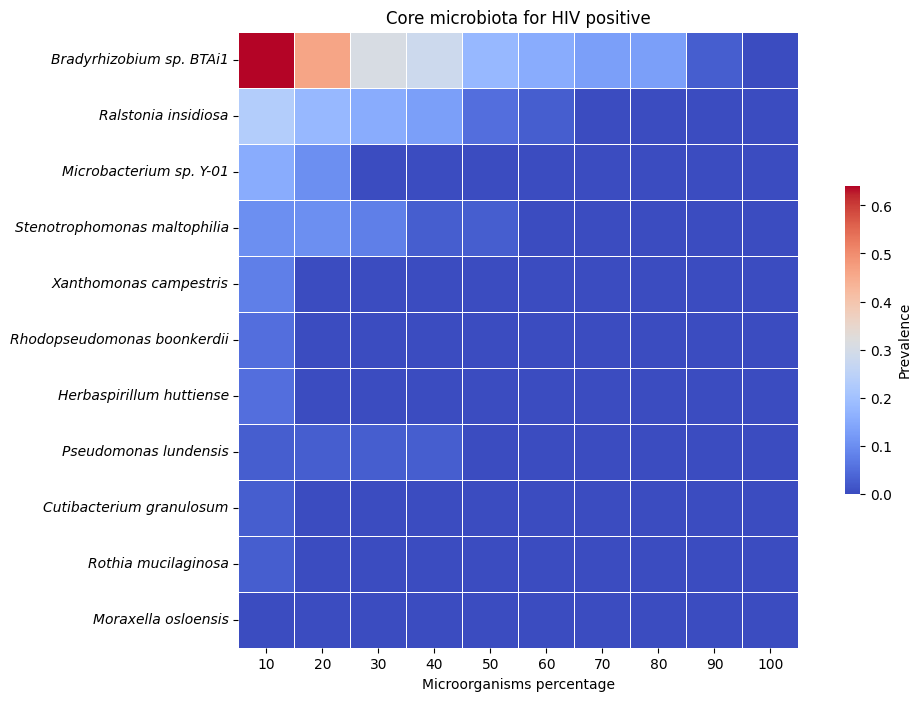 Core microbiota for HIV positive
Bradyrhizobium sp. BTAi1
Ralstonia insidiosa
Microbacterium sp. Y-01
Stenotrophomonas maltophilia
Xanthomonas campestris
Rhodopseudomonas boonkerdii
Herbaspirillum huttiense
Pseudomonas lundensis
Cutibacterium granulosum
Rothia mucilaginosa
Moraxella osloensis
10 20 30 40 50 60 70 80 90 100
Microorganisms percentage
0.6
0.5
0.4
0.3
0.2
0.1
0.0
Prevalence